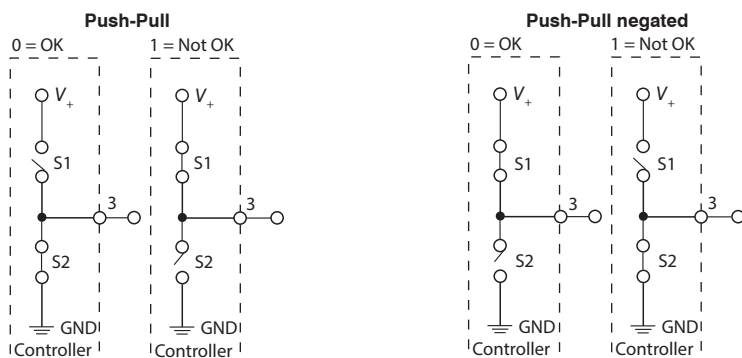 Push-Pull
Push-Pull negated
0 = OK
1 = Not OK
0 = OK
1 = Not OK
V+
V+
V+
V+
S1
S1
S1
S1
3
3
3
3
S2
S2
S2
S2
GND
GND
GND
GND
Controller
Controller
Controller
Controller